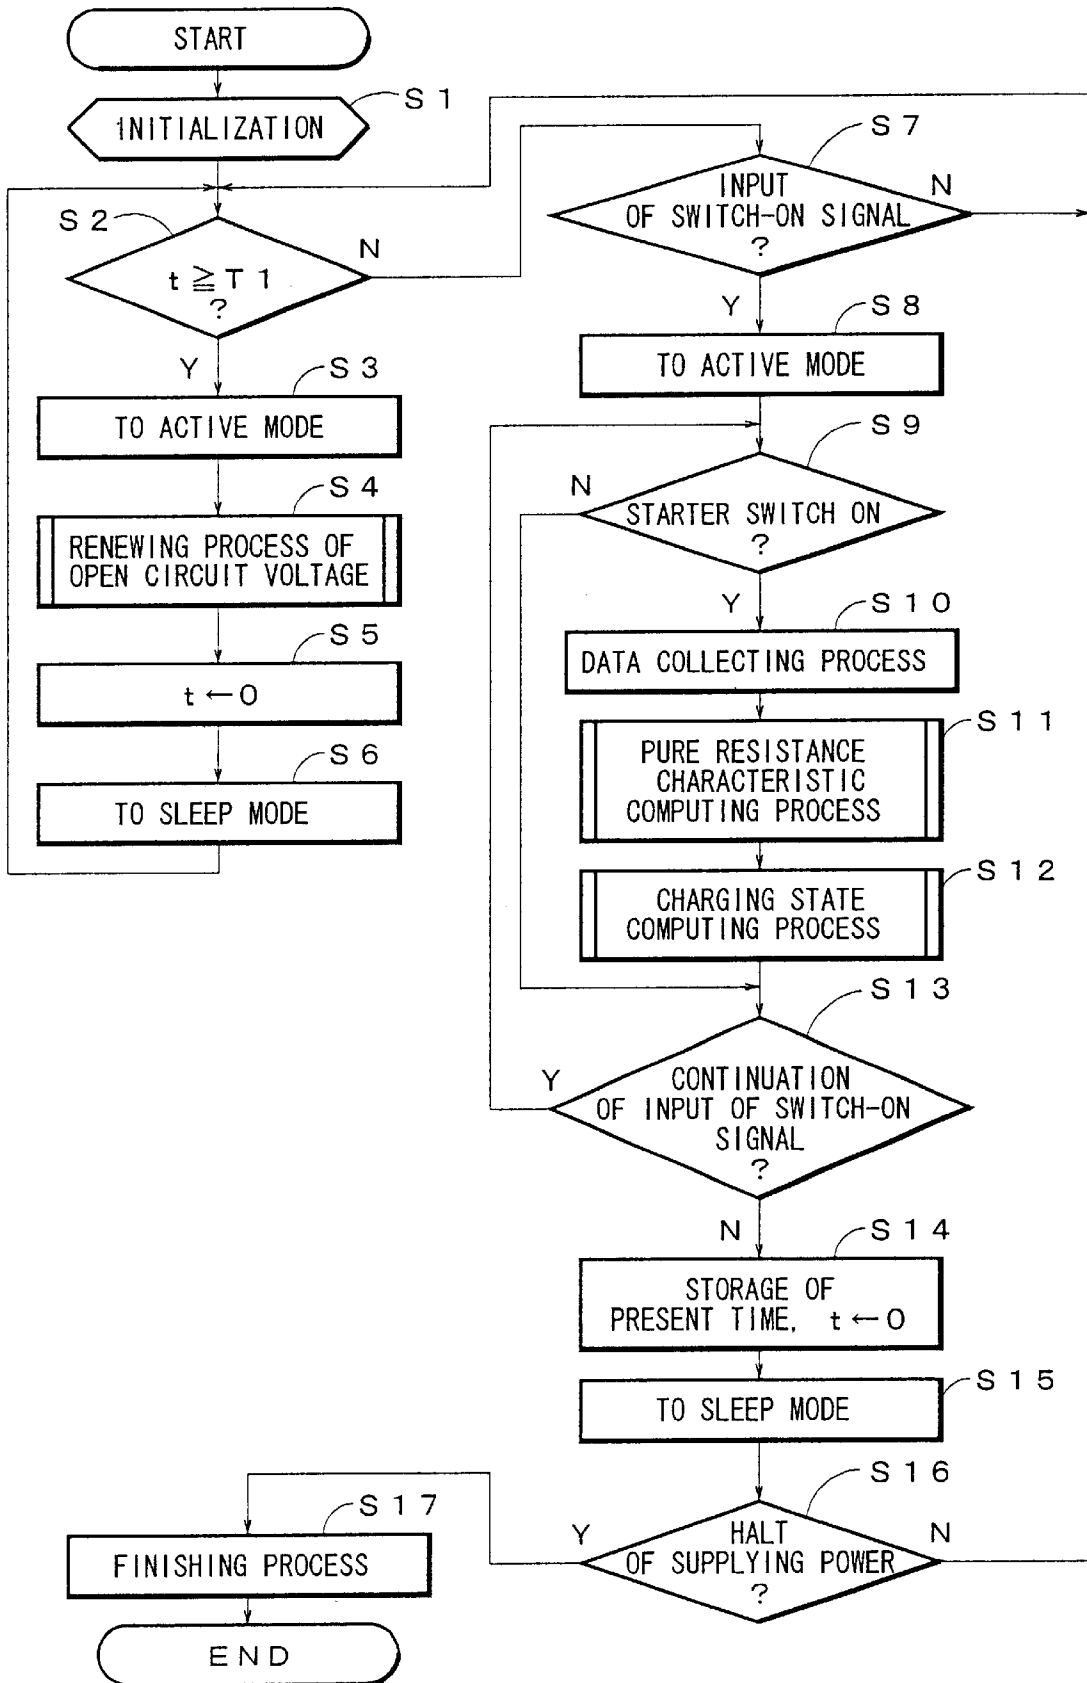 START
S1
INITIALIZATION
S2
t ≧ T1
?
N
Y
S3
TO ACTIVE MODE
S4
RENEWING PROCESS OF
OPEN CIRCUIT VOLTAGE
S5
t ← 0
S6
TO SLEEP MODE
S7
INPUT
OF SWITCH-ON SIGNAL
?
N
Y
S8
TO ACTIVE MODE
S9
N
STARTER SWITCH ON
?
Y
S10
DATA COLLECTING PROCESS
S11
PURE RESISTANCE
CHARACTERISTIC
COMPUTING PROCESS
S12
CHARGING STATE
COMPUTING PROCESS
S13
Y
CONTINUATION
OF INPUT OF SWITCH-ON
SIGNAL
?
N
S14
STORAGE OF
PRESENT TIME, t ← 0
S15
TO SLEEP MODE
S16
Y
HALT
OF SUPPLYING POWER
?
N
S17
FINISHING PROCESS
END